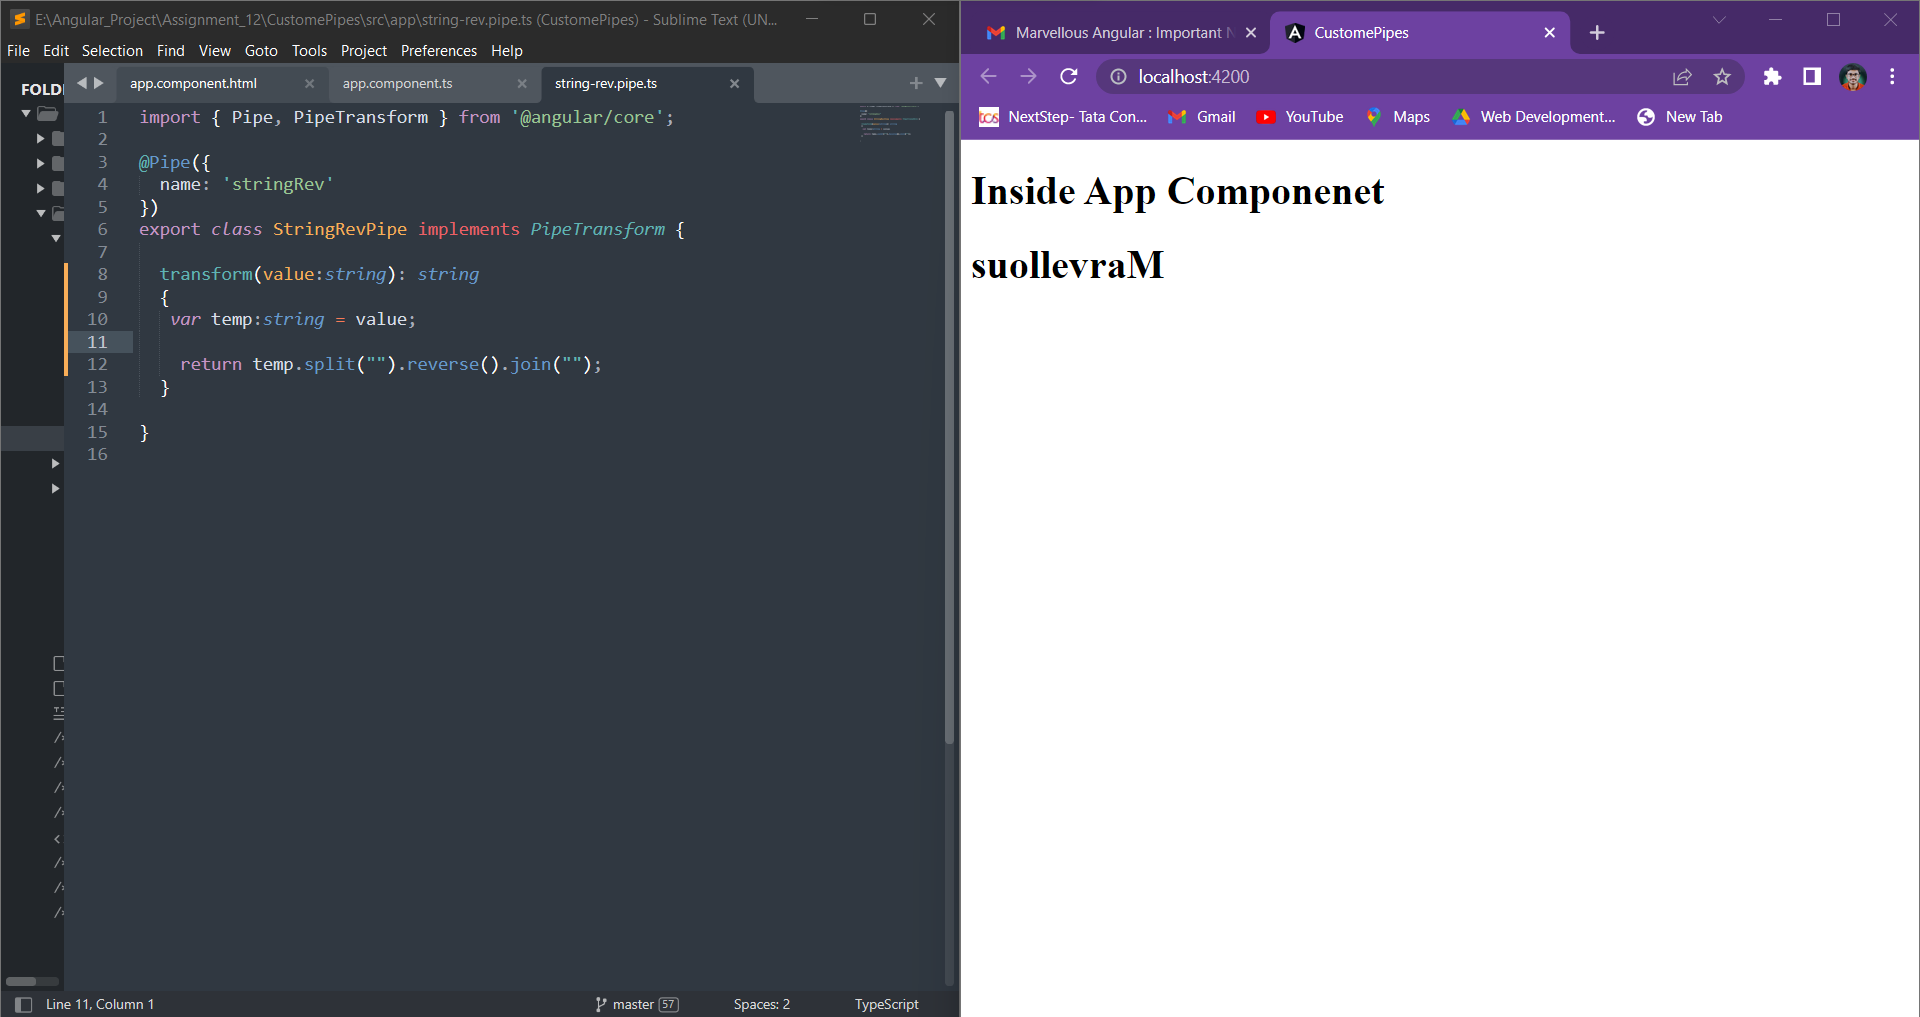 E:\Angular_Project\Assignment_12\CustomePipes\src\app\string-rev.pipe.ts (CustomePipes) - Sublime Text (UN...
File Edit Selection Find View Goto Tools Project Preferences Help
FOLD
app.component.html
app.component.ts
string-rev.pipe.ts
1 import { Pipe, PipeTransform } from '@angular/core';
2
3 @Pipe({
4   name: 'stringRev'
5 })
6 export class StringRevPipe implements PipeTransform {
7
8   transform(value:string): string
9   {
10    var temp:string = value;
11
12     return temp.split("").reverse().join("");
13   }
14
15 }
16
/*
/*
/*
/*
<
/*
/*
/*
Line 11, Column 1
master 57
Spaces: 2
TypeScript
Marvellous Angular : Important N
CustomePipes
localhost:4200
tcs NextStep- Tata Con...
Gmail
YouTube
Maps
Web Development...
New Tab
Inside App Componenet
suollevraM